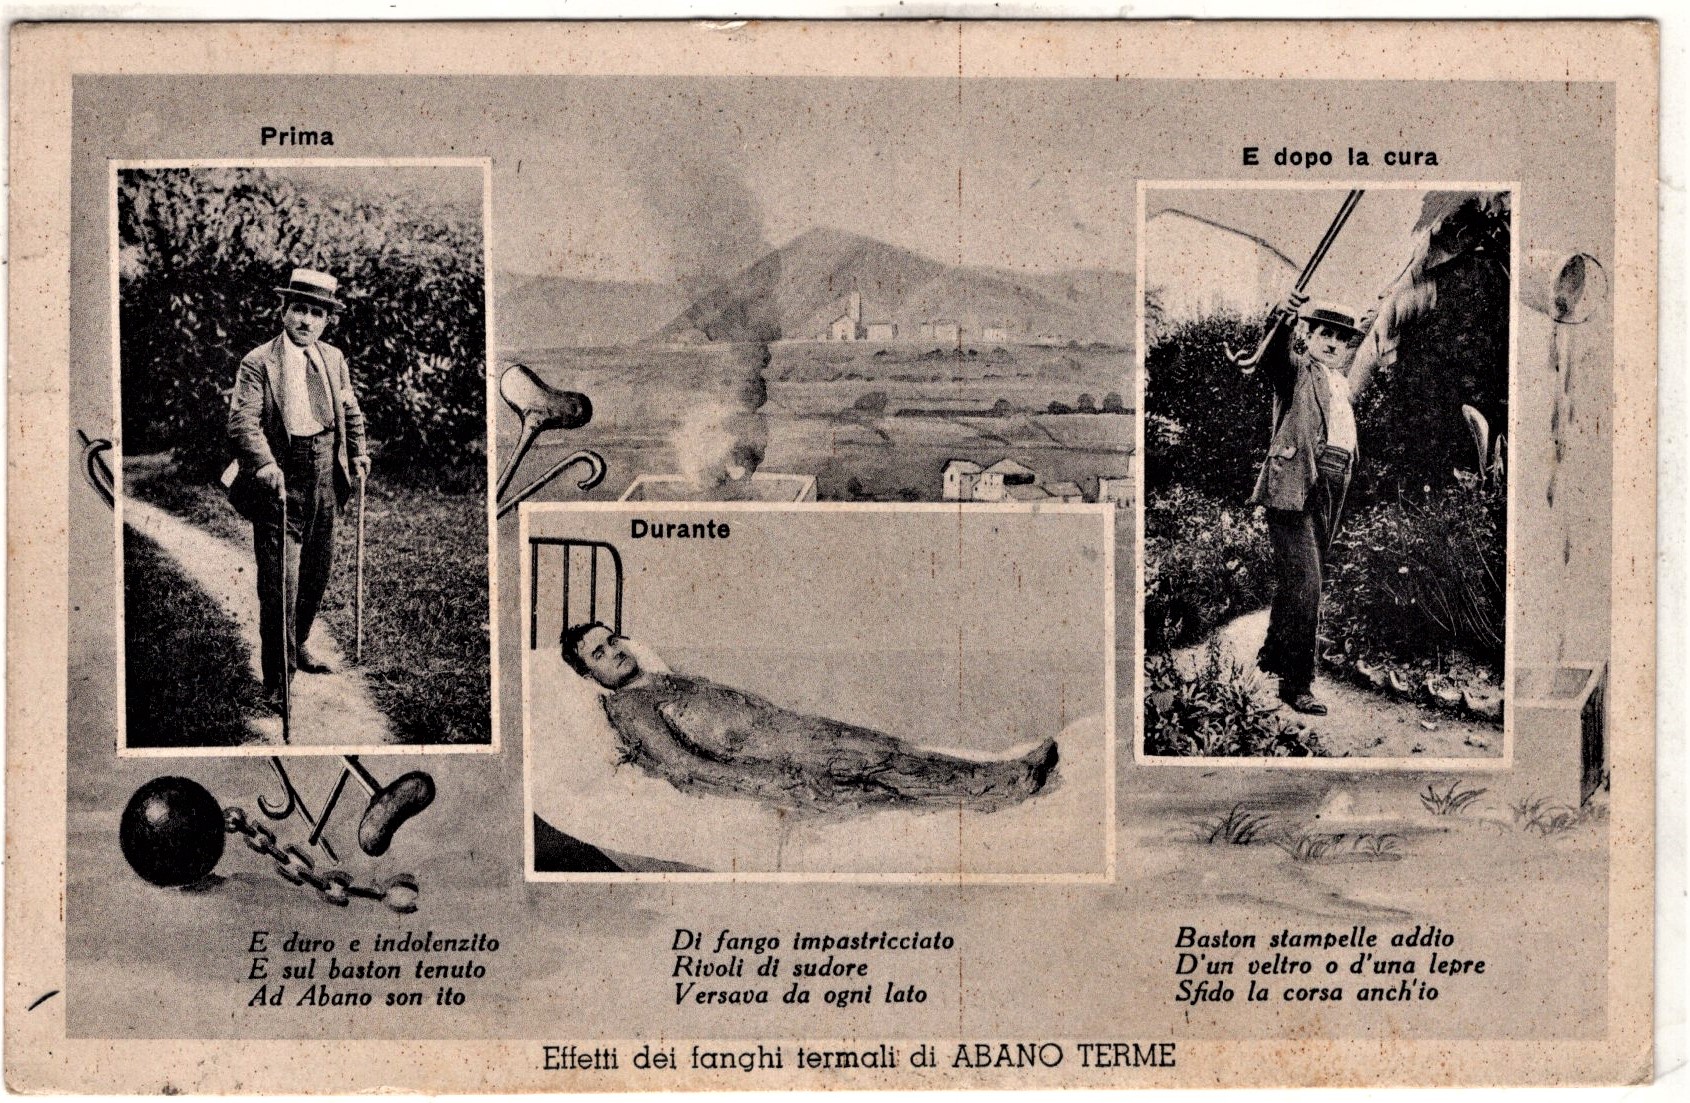 Prima
E dopo la cura
Durante
E duro e indolenzito
E sul baston tenuto
Ad Abano son ito
Di fango impastricciato
Rivoli di sudore
Versava da ogni lato
Baston stampelle addio
D'un veltro o d'una lepre
Sfido la corsa anch'io
Effetti dei fanghi termali di ABANO TERME